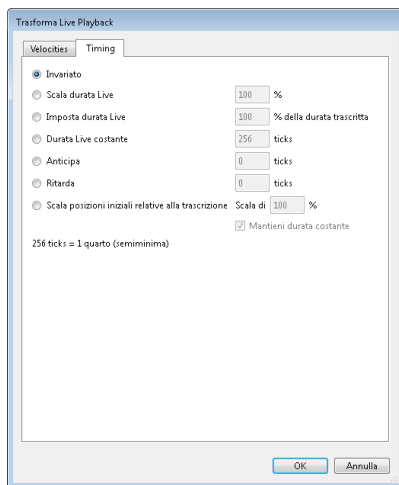 Trasforma Live Playback
Velocities Timing
Invariato
Scala durata Live 100 %
Imposta durata Live 100 % della durata trascritta
Durata Live costante 256 ticks
Anticipa 0 ticks
Ritarda 0 ticks
Scala posizioni iniziali relative alla trascrizione Scala di 100 %
Mantieni durata costante
256 ticks = 1 quarto (semiminima)
OK Annulla